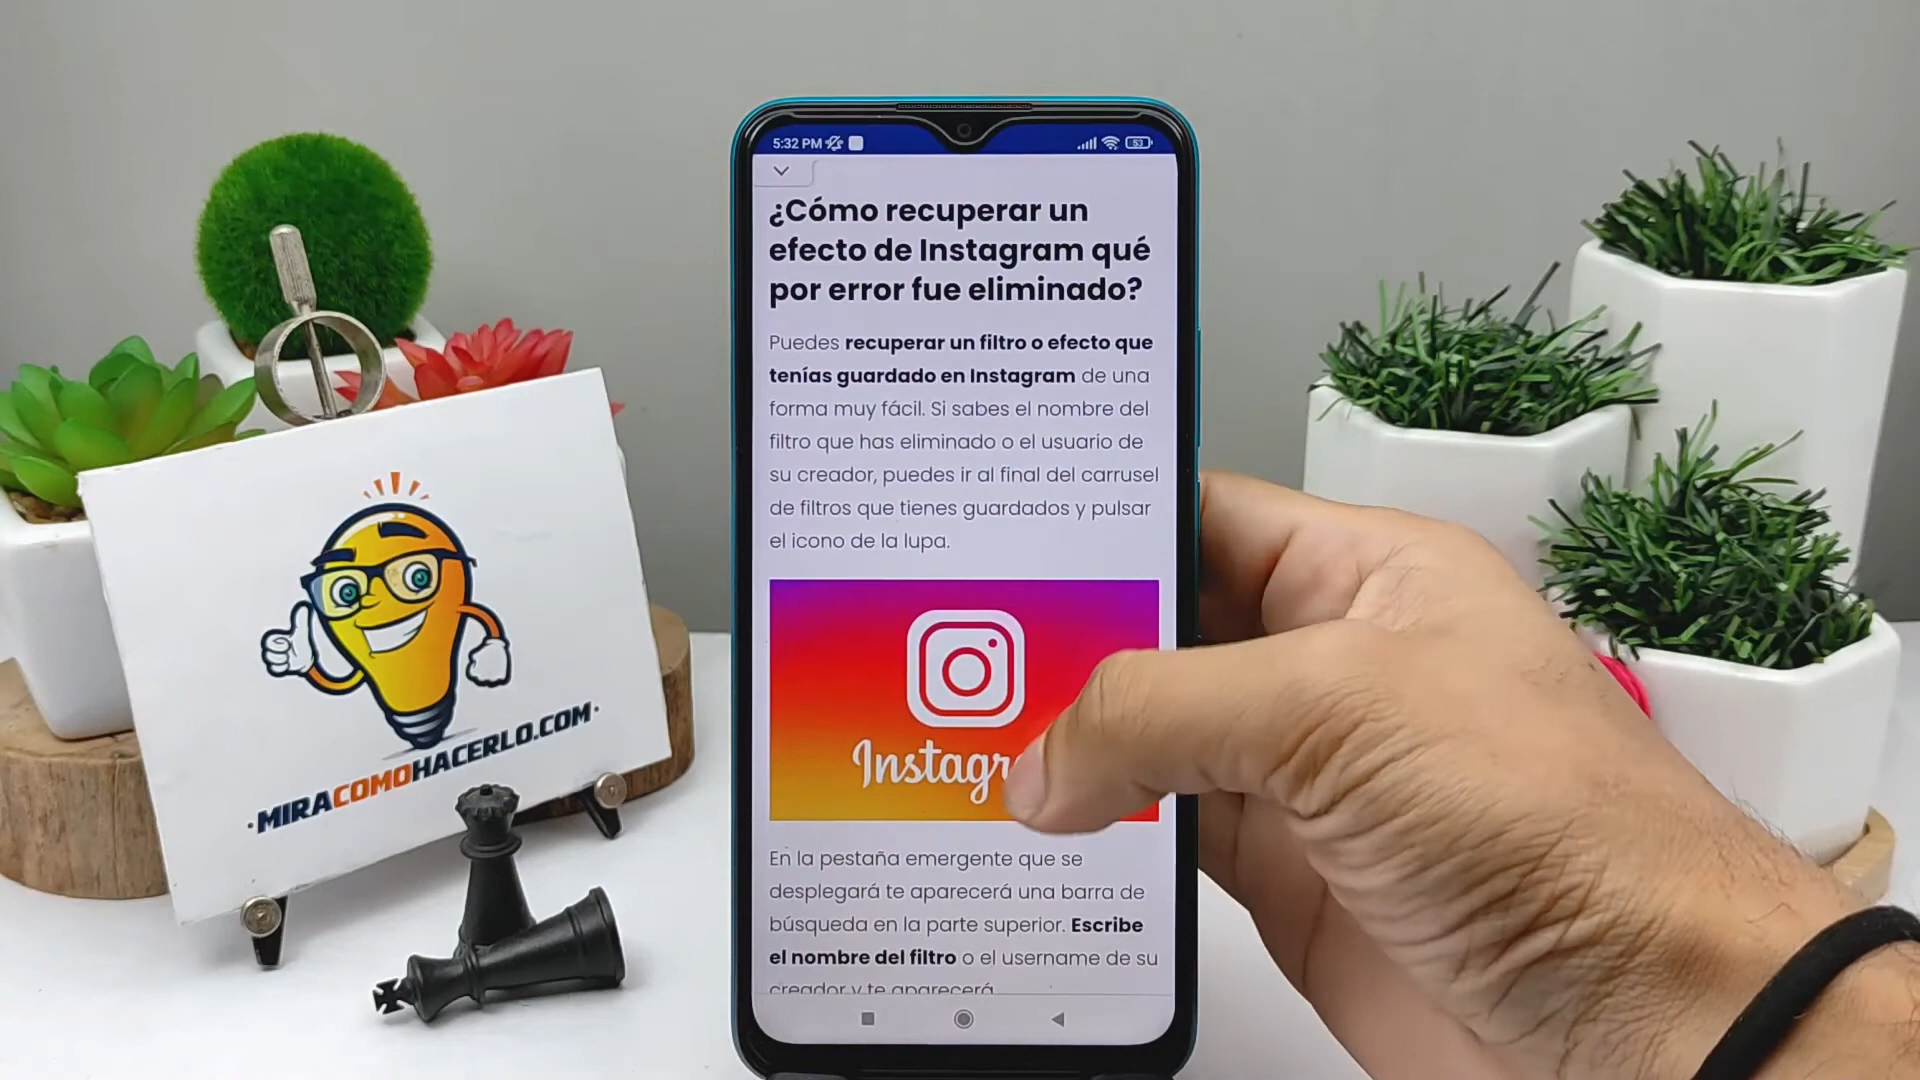 5:32 PM
53
¿Cómo recuperar un
efecto de Instagram qué
por error fue eliminado?
Puedes recuperar un filtro o efecto que
tenías guardado en Instagram de una
forma muy fácil. Si sabes el nombre del
filtro que has eliminado o el usuario de
su creador, puedes ir al final del carrusel
de filtros que tienes guardados y pulsar
el icono de la lupa.
Instagr
En la pestaña emergente que se
desplegará te aparecerá una barra de
búsqueda en la parte superior. Escribe
el nombre del filtro o el username de su
creador y te aparecerá
·MIRACOMOHACERLO.COM·